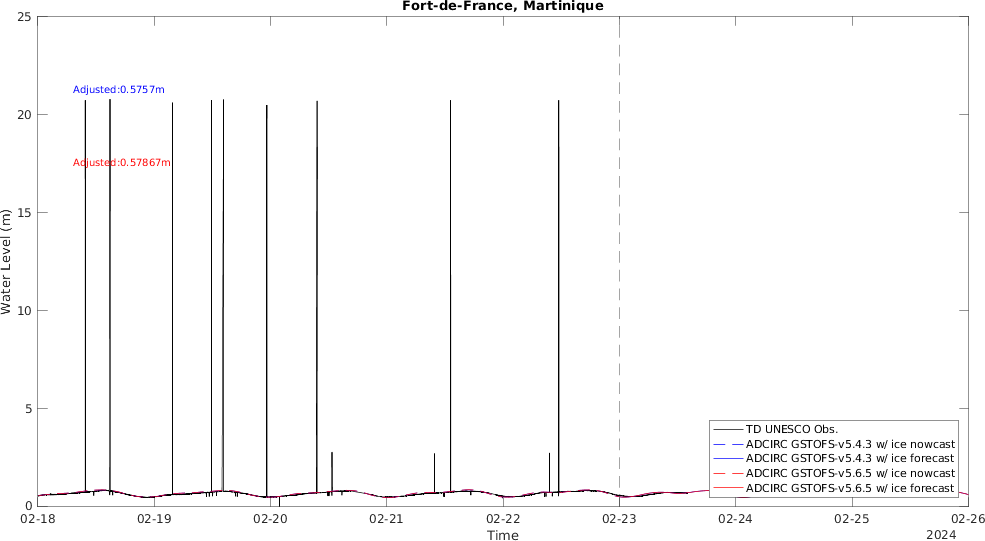 Fort-de-France, Martinique
25
20
15
10
5
0
Water Level (m)
Adjusted:0.5757m
Adjusted:0.57867m
TD UNESCO Obs.
ADCIRC GSTOFS-v5.4.3 w/ ice nowcast
ADCIRC GSTOFS-v5.4.3 w/ ice forecast
ADCIRC GSTOFS-v5.6.5 w/ ice nowcast
ADCIRC GSTOFS-v5.6.5 w/ ice forecast
02-18 02-19 02-20 02-21 02-22 02-23 02-24 02-25 02-26
Time
2024